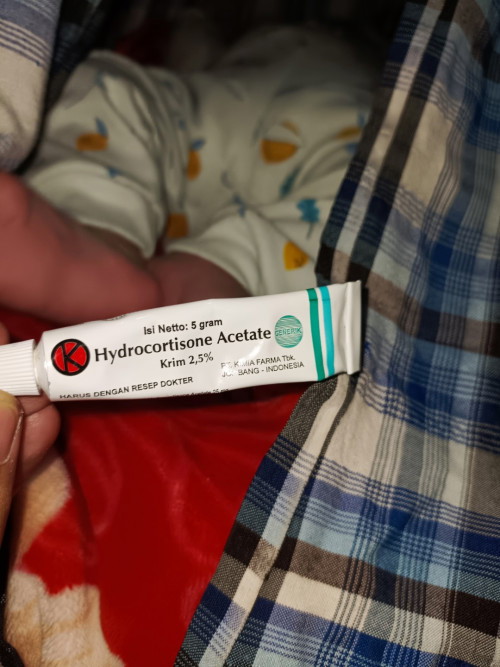 Isi Netto: 5 gram
K Hydrocortisone Acetate GENERIK
Krim 2,5%
PT KIMIA FARMA Tbk.
JOMBANG - INDONESIA
HARUS DENGAN RESEP DOKTER